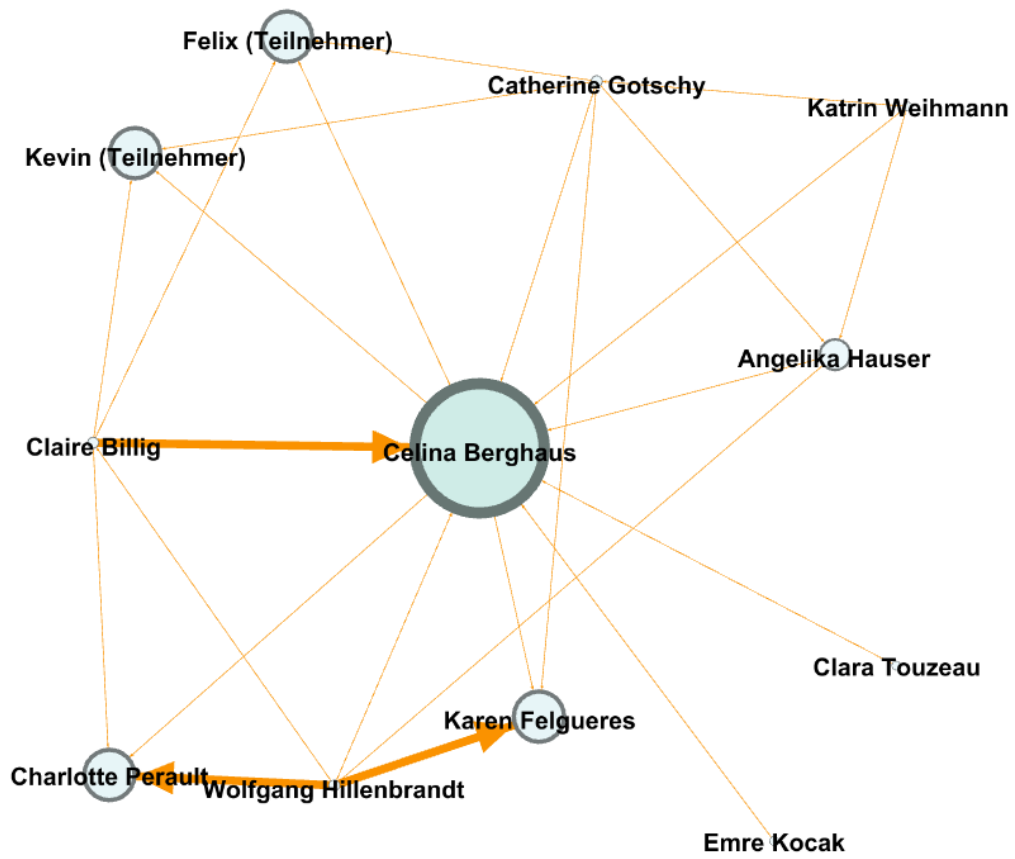 Felix (Teilnehmer)
Catherine Gotschy
Katrin Weihmann
Kevin (Teilnehmer)
Angelika Hauser
Claire Billig
Celina Berghaus
Clara Touzeau
Karen Felgueres
Charlotte Perault
Wolfgang Hillenbrandt
Emre Kocak